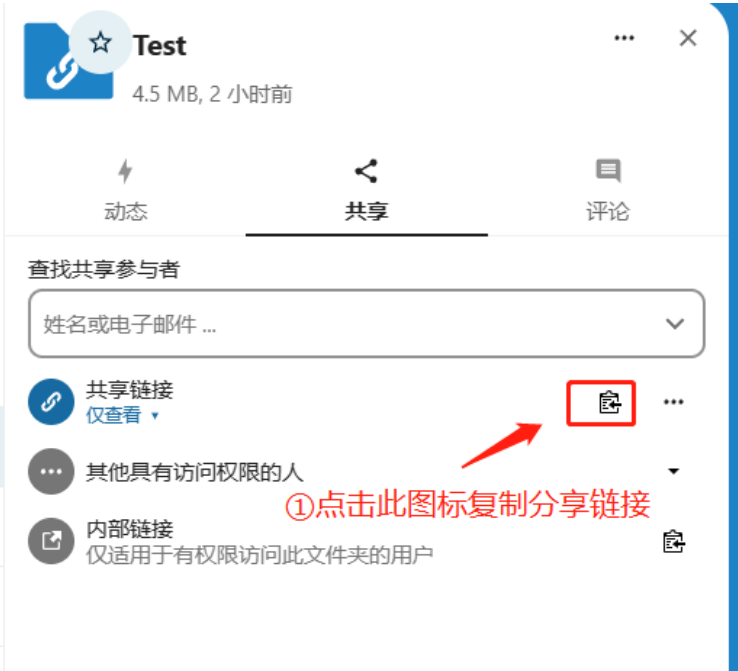 Test
4.5 MB, 2 小时前
动态
共享
评论
查找共享参与者
姓名或电子邮件 ...
共享链接
仅查看
其他具有访问权限的人
①点击此图标复制分享链接
内部链接
仅适用于有权限访问此文件夹的用户